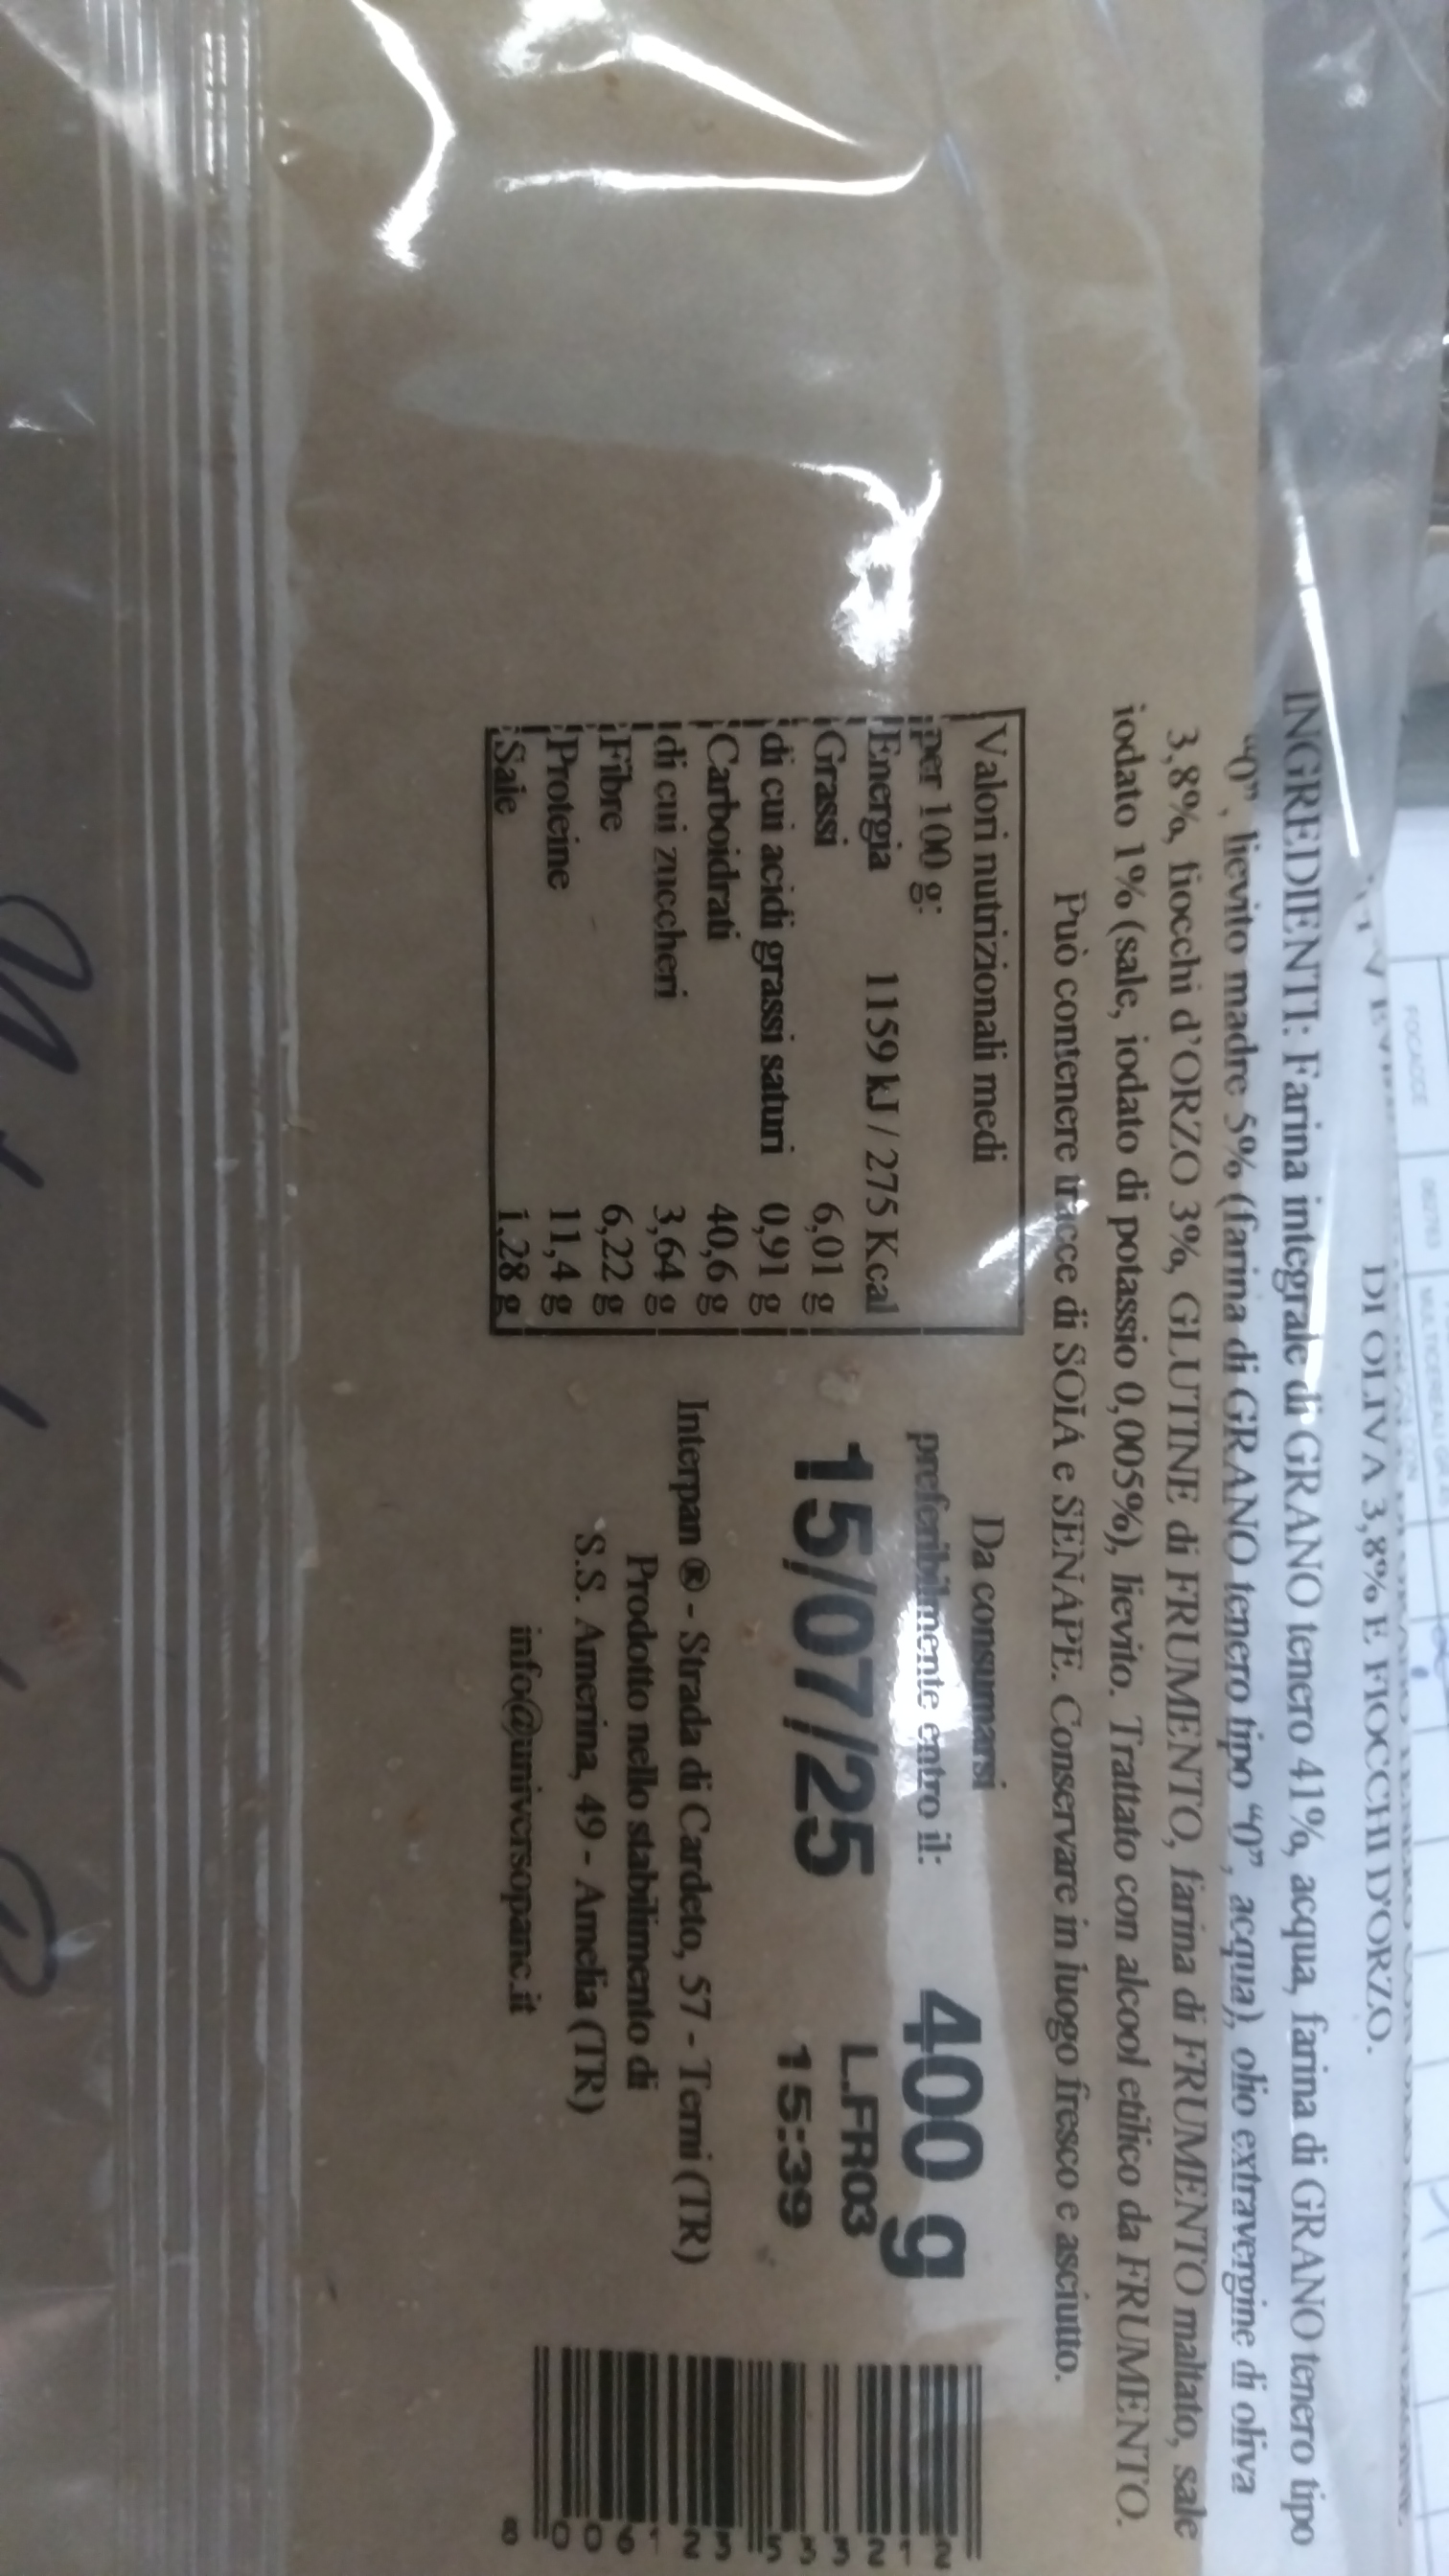 DI OLIVA 3,8% E FIOCCHI D'ORZO.
INGREDIENTI: Farina integrale di GRANO tenero 41%, acqua, farina di GRANO tenero tipo
“0”, lievito madre 5% (farina di GRANO tenero tipo “0”, acqua), olio extravergine di oliva
3,8%, fiocchi d'ORZO 3%, GLUTINE di FRUMENTO, farina di FRUMENTO maltato, sale
iodato 1% (sale, iodato di potassio 0,005%), lievito. Trattato con alcool etilico da FRUMENTO.
Può contenere tracce di SOIA e SENAPE. Conservare in luogo fresco e asciutto.
Valori nutrizionali medi
per 100 g:
Energia 1159 kJ / 275 Kcal
Grassi 6,01 g
di cui acidi grassi saturi 0,91 g
Carboidrati 40,6 g
di cui zuccheri 3,64 g
Fibre 6,22 g
Proteine 11,4 g
Sale 1,28 g
Da consumarsi
preferibilmente entro il:
15/07/25
400 g
L.FR03
15:39
Interpan ® - Strada di Cardeto, 57 - Terni (TR)
Prodotto nello stabilimento di
S.S. Amerina, 49 - Amelia (TR)
info@universopane.it
8 006123 553212
FOCACCE